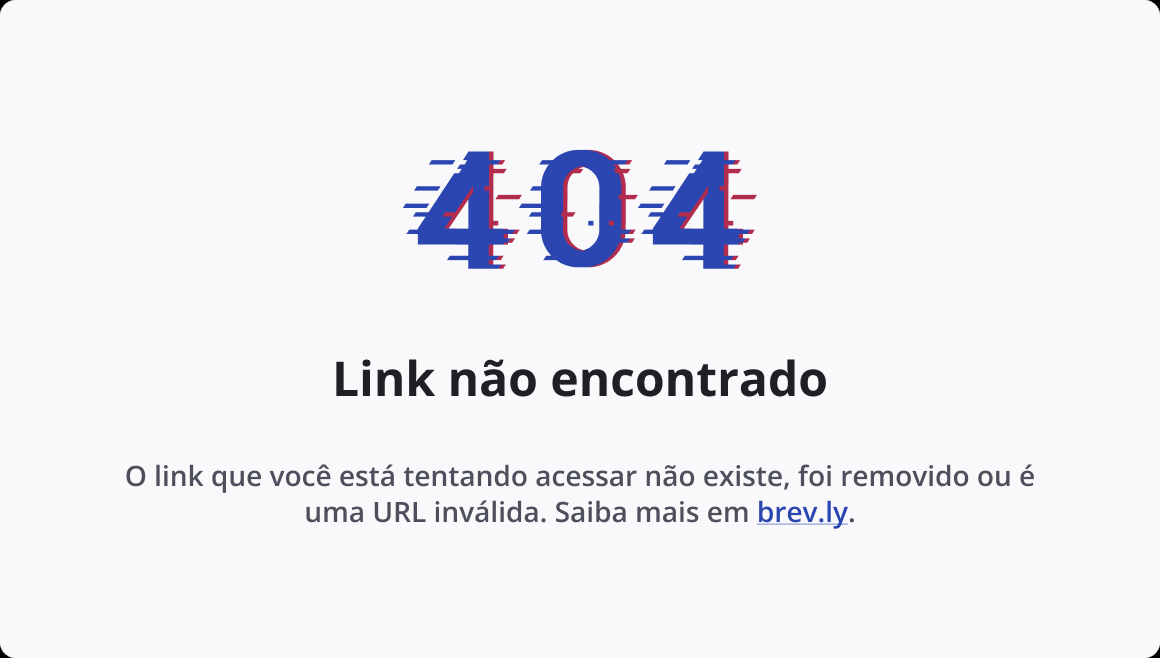 404
Link não encontrado
O link que você está tentando acessar não existe, foi removido ou é
uma URL inválida. Saiba mais em brev.ly.